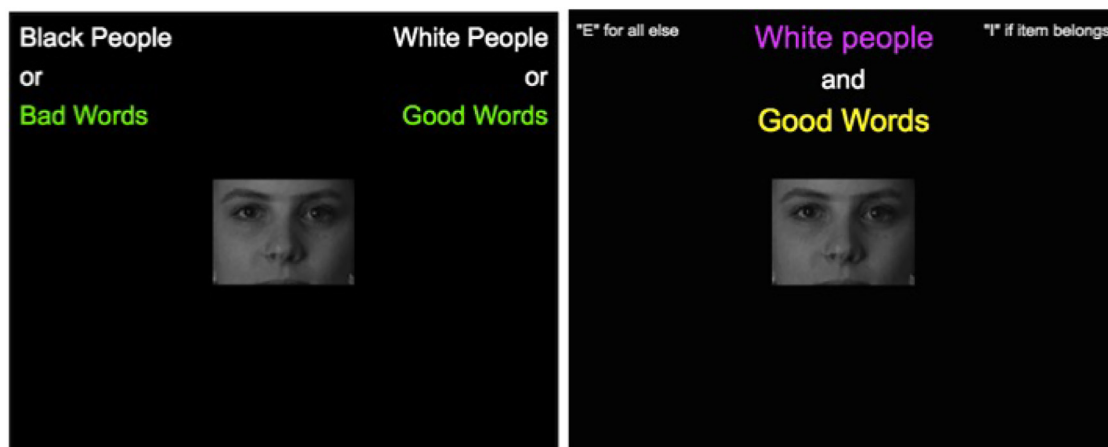 Black People
or
Bad Words
White People
or
Good Words
"E" for all else
White people
and
Good Words
"I" if item belongs